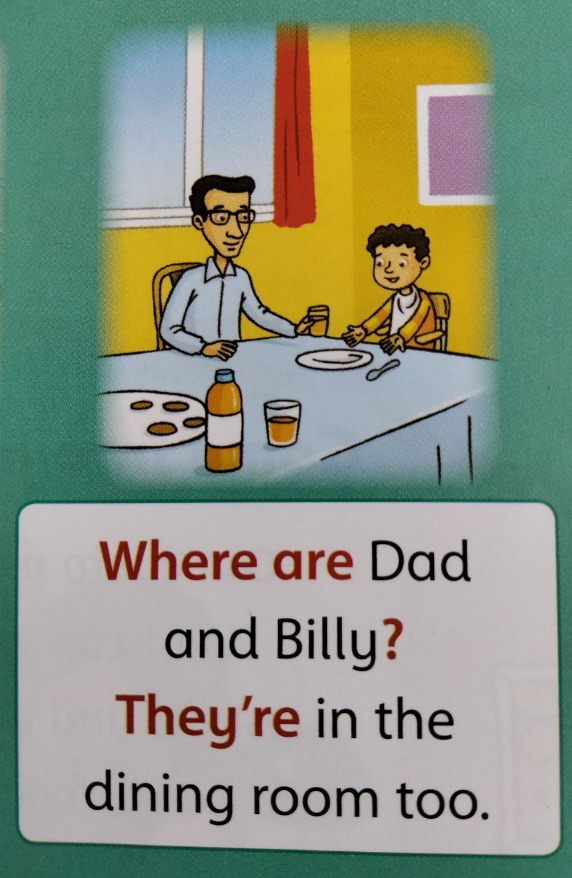 Where are Dad
and Billy?
They're in the
dining room too.